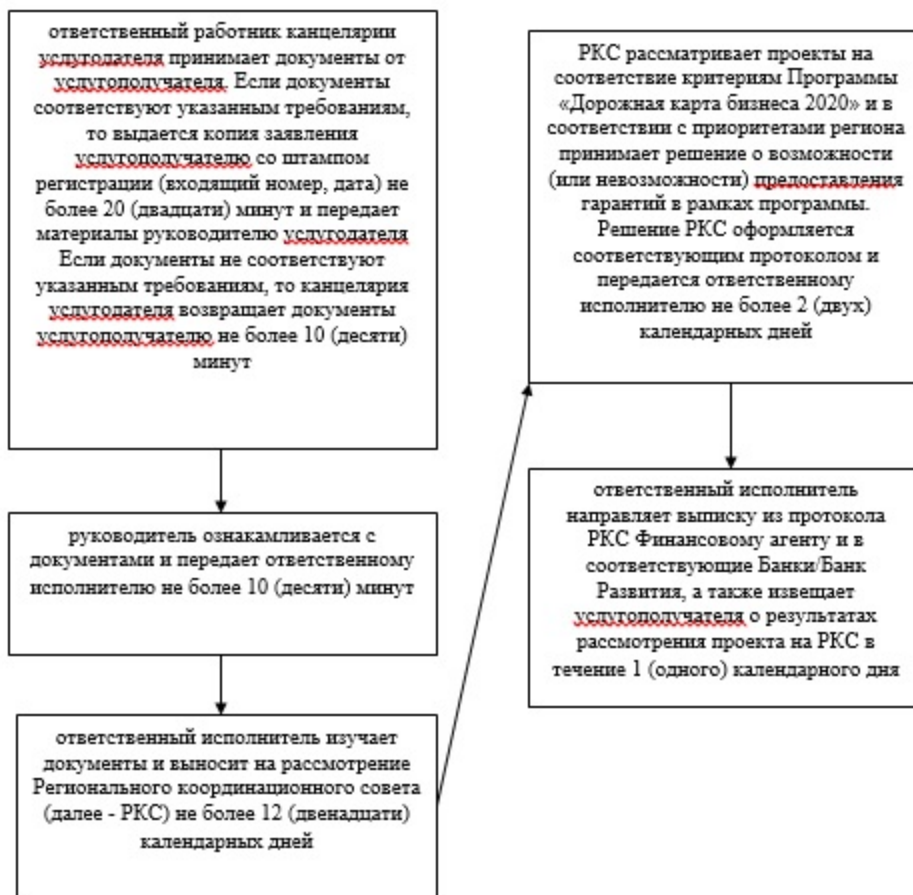 ответственный работник канцелярии
услугодателя принимает документы от
услугополучателя. Если документы
соответствуют указанным требованиям,
то выдается копия заявления
услугополучателю со штампом
регистрации (входящий номер, дата) не
более 20 (двадцати) минут и передает
материалы руководителю услугодателя
Если документы не соответствуют
указанным требованиям, то канцелярия
услугодателя возвращает документы
услугополучателю не более 10 (десяти)
минут
руководитель ознакамливается с
документами и передает ответственному
исполнителю не более 10 (десяти) минут
ответственный исполнитель изучает
документы и выносит на рассмотрение
Регионального координационного совета
(далее - РКС) не более 12 (двенадцати)
календарных дней
РКС рассматривает проекты на
соответствие критериям Программы
«Дорожная карта бизнеса 2020» и в
соответствии с приоритетами региона
принимает решение о возможности
(или невозможности) предоставления
гарантий в рамках программы.
Решение РКС оформляется
соответствующим протоколом и
передается ответственному
исполнителю не более 2 (двух)
календарных дней
ответственный исполнитель
направляет выписку из протокола
РКС Финансовому агенту и в
соответствующие Банки/Банк
Развития, а также извещает
услугополучателя о результатах
рассмотрения проекта на РКС в
течение 1 (одного) календарного дня